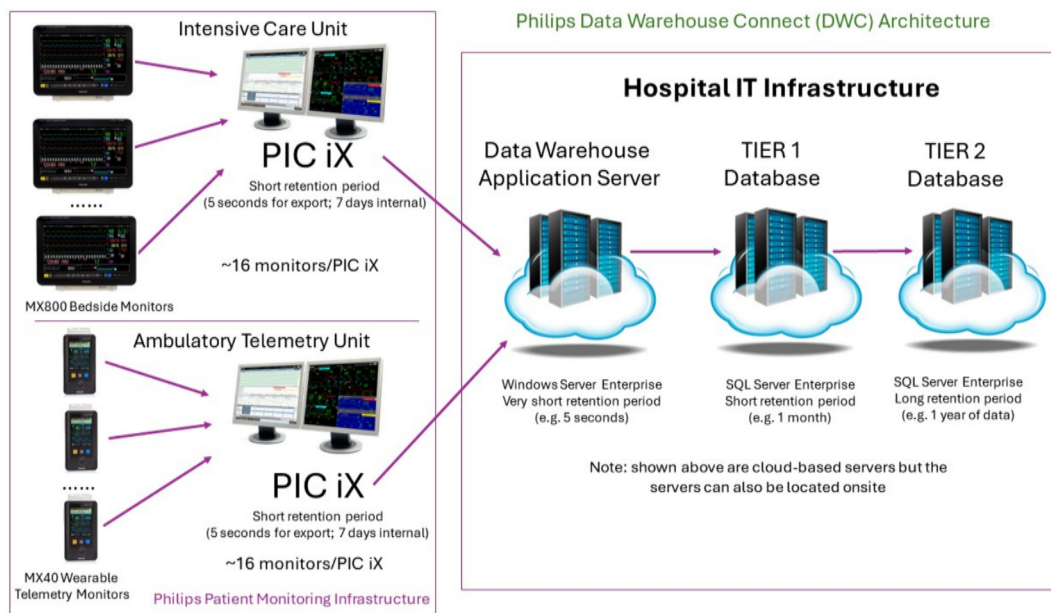 Philips Data Warehouse Connect (DWC) Architecture
Intensive Care Unit
PIC iX
Short retention period
(5 seconds for export; 7 days internal)
~16 monitors/PIC iX
......
MX800 Bedside Monitors
Ambulatory Telemetry Unit
PIC iX
Short retention period
(5 seconds for export; 7 days internal)
~16 monitors/PIC iX
......
MX40 Wearable
Telemetry Monitors
Philips Patient Monitoring Infrastructure
Hospital IT Infrastructure
Data Warehouse
Application Server
Windows Server Enterprise
Very short retention period
(e.g. 5 seconds)
TIER 1
Database
SQL Server Enterprise
Short retention period
(e.g. 1 month)
TIER 2
Database
SQL Server Enterprise
Long retention period
(e.g. 1 year of data)
Note: shown above are cloud-based servers but the
servers can also be located onsite